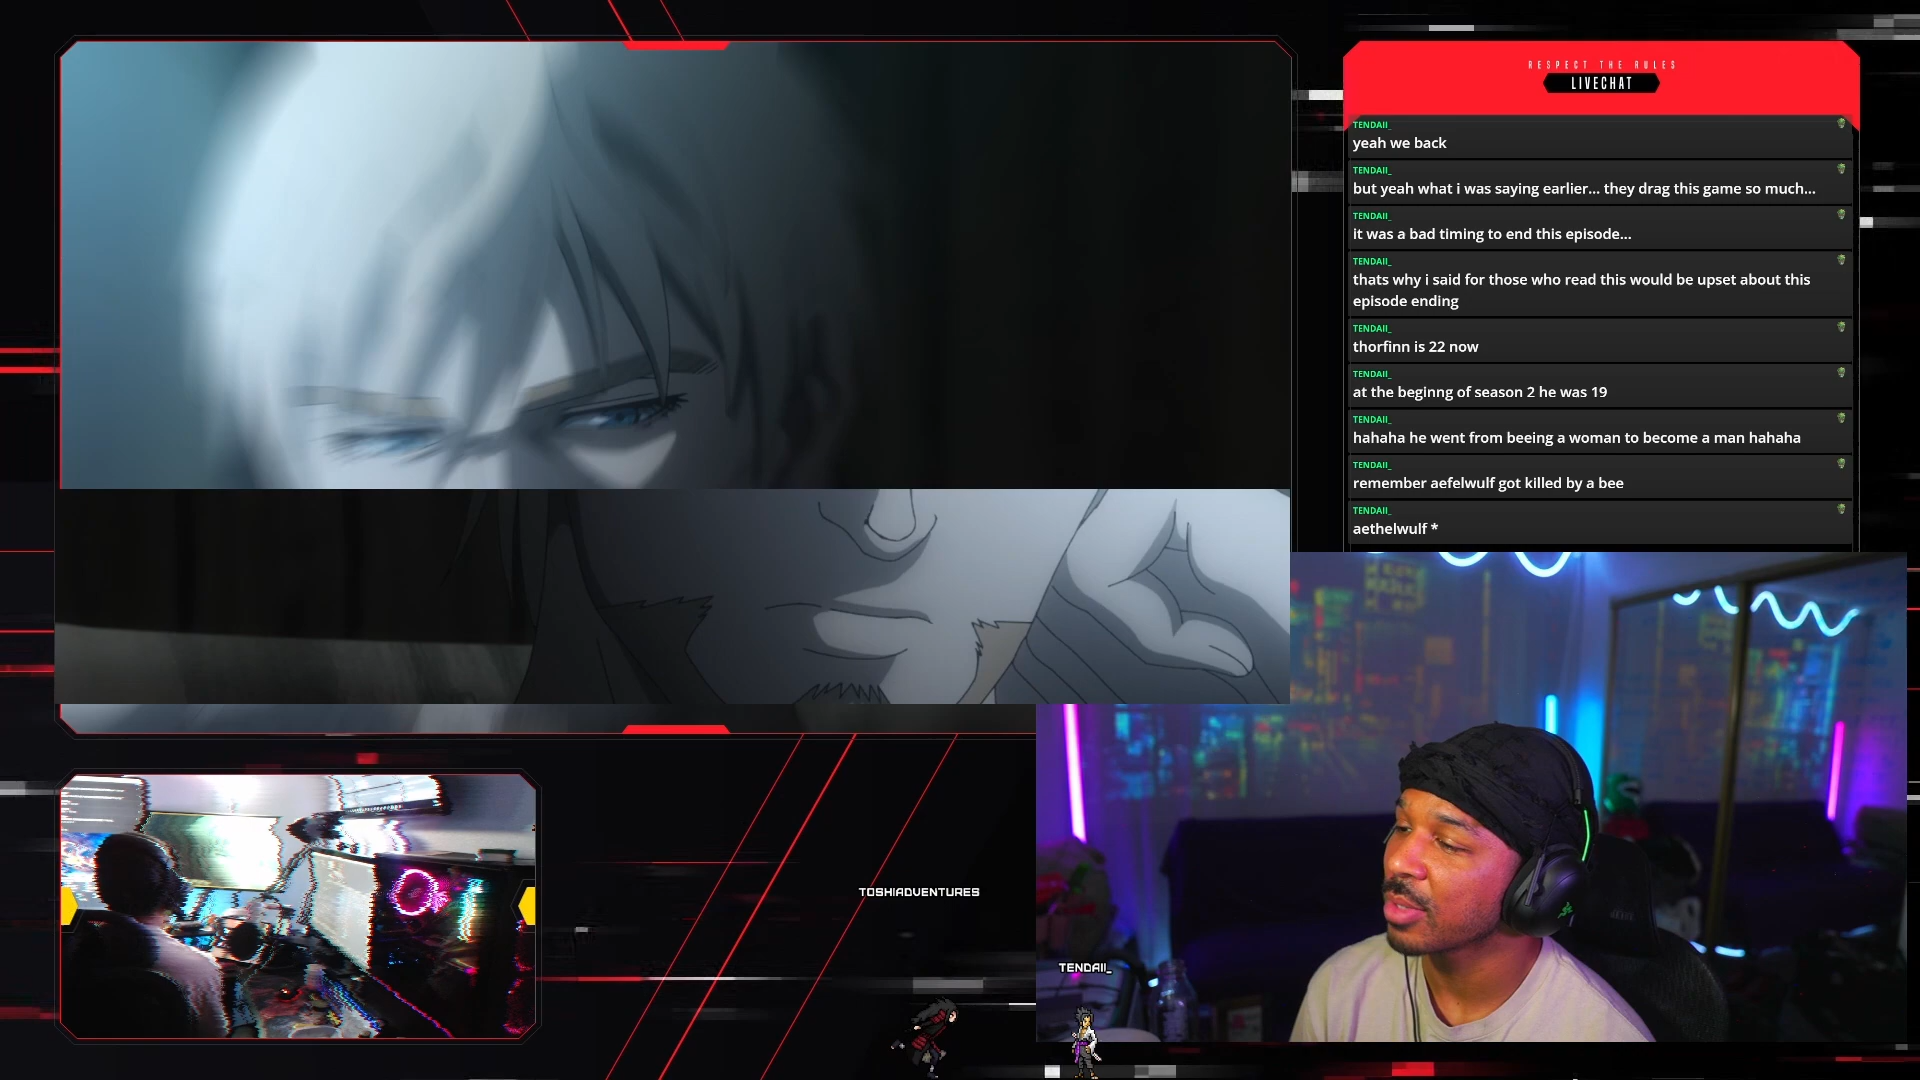 RESPECT THE RULES
LIVECHAT
TENDAII_
yeah we back
TENDAII_
but yeah what i was saying earlier... they drag this game so much...
TENDAII_
it was a bad timing to end this episode...
TENDAII_
thats why i said for those who read this would be upset about this
episode ending
TENDAII_
thorfinn is 22 now
TENDAII_
at the beginng of season 2 he was 19
TENDAII_
hahaha he went from beeing a woman to become a man hahaha
TENDAII_
remember aefelwulf got killed by a bee
TENDAII_
aethelwulf *
TOSHIADVENTURES
TENDAII_